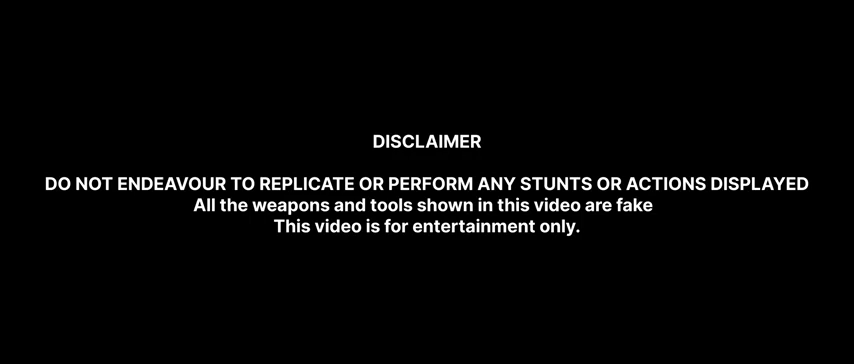 DISCLAIMER
DO NOT ENDEAVOUR TO REPLICATE OR PERFORM ANY STUNTS OR ACTIONS DISPLAYED
All the weapons and tools shown in this video are fake
This video is for entertainment only.